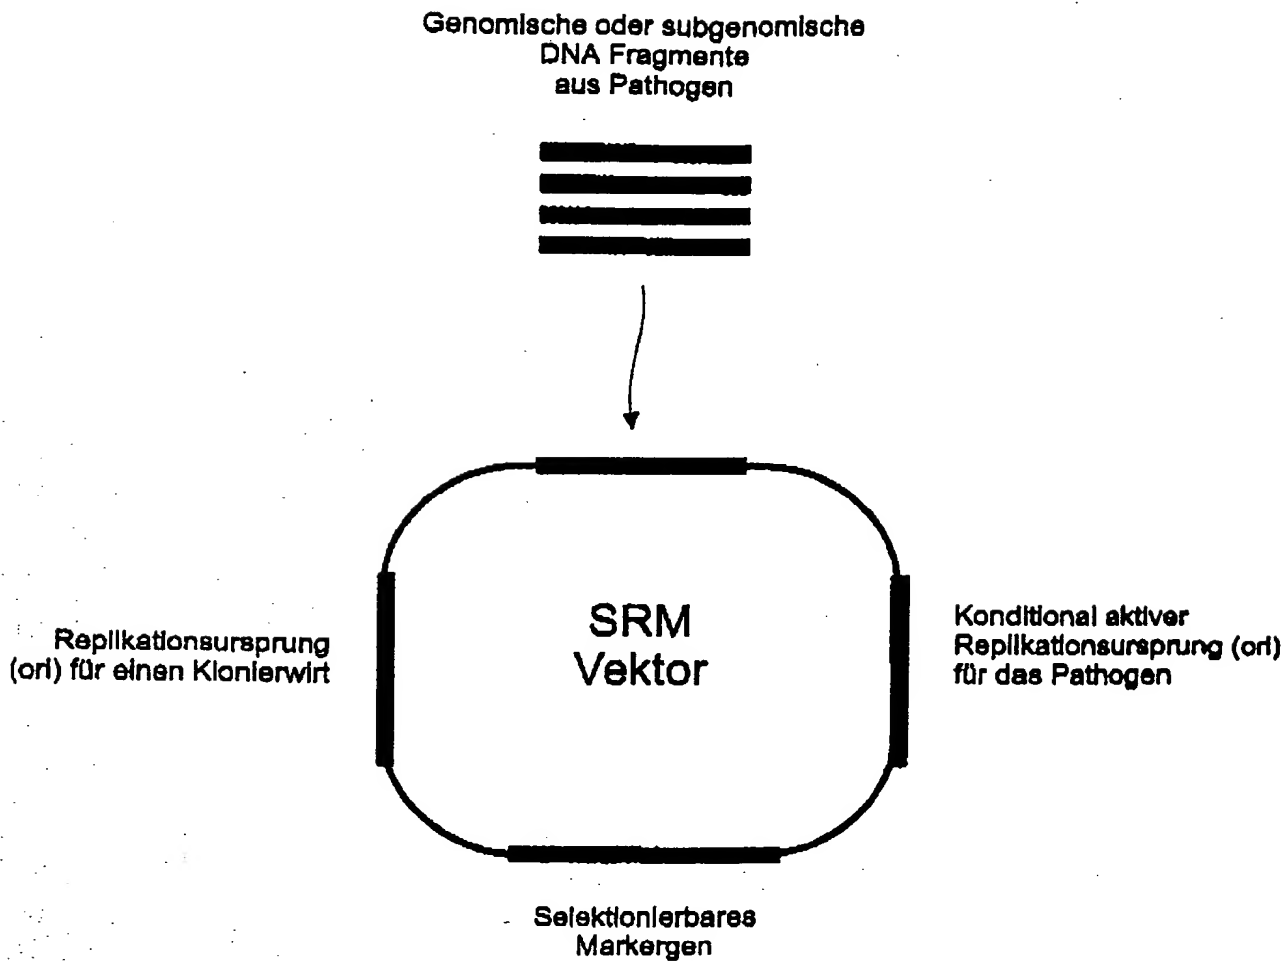 Genomische oder subgenomische
DNA Fragmente
aus Pathogen
Replikationsursprung
(ori) für einen Klonierwirt
SRM
Vektor
Konditional aktiver
Replikationsursprung (ori)
für das Pathogen
Selektionierbares
Markergen